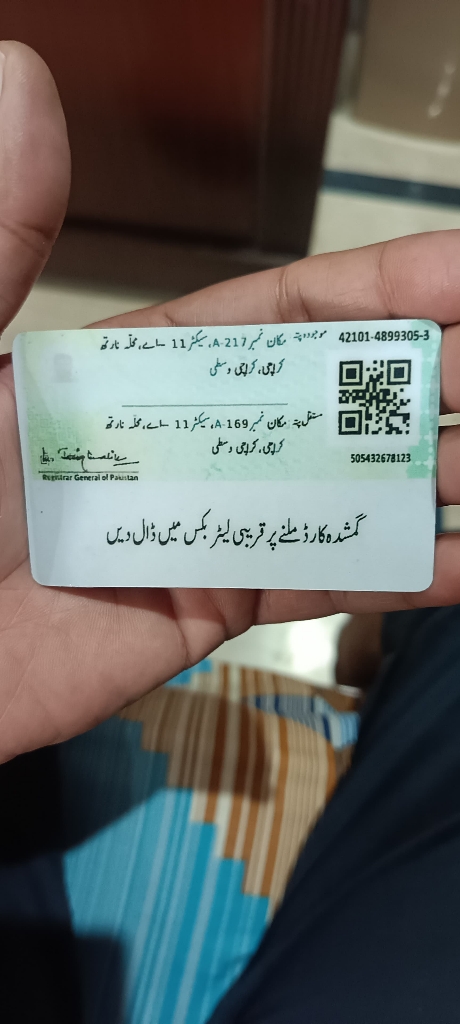 42101-4899305-3
موجودہ پتہ مکان نمبر A-217، سیکٹر 11 ـاے، محلہ نارتھ
کراچی، کراچی وسطی
مستقل پتہ مکان نمبر A-169، سیکٹر 11 ـاے، محلہ نارتھ
کراچی، کراچی وسطی
505432678123
Registrar General of Pakistan
گمشدہ کارڈ ملنے پر قریبی لیٹر بکس میں ڈال دیں